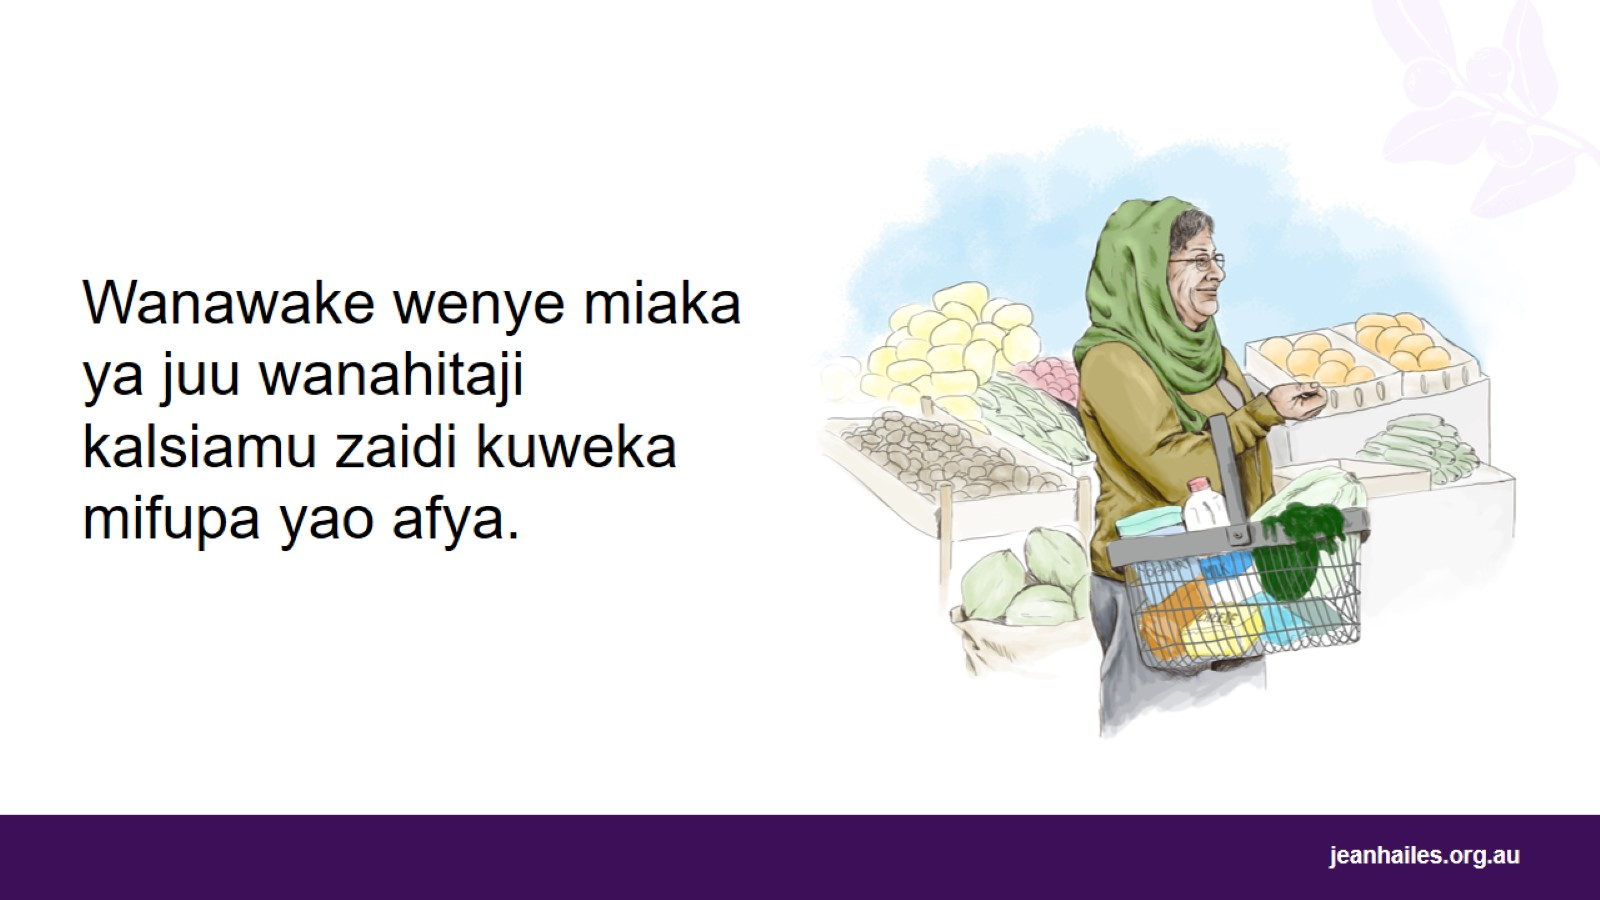 Wanawake wenye miaka
ya juu wanahitaji
kalsiamu zaidi kuweka
mifupa yao afya.
jeanhailes.org.au